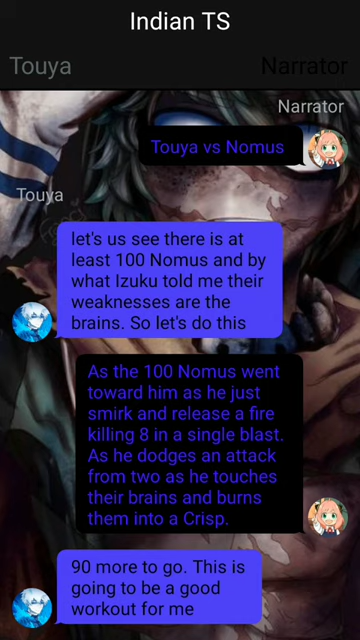 Indian TS
Touya Narrator
Narrator
Touya vs Nomus
Touya
let's us see there is at
least 100 Nomus and by
what Izuku told me their
weaknesses are the
brains. So let's do this
As the 100 Nomus went
toward him as he just
smirk and release a fire
killing 8 in a single blast.
As he dodges an attack
from two as he touches
their brains and burns
them into a Crisp.
90 more to go. This is
going to be a good
workout for me